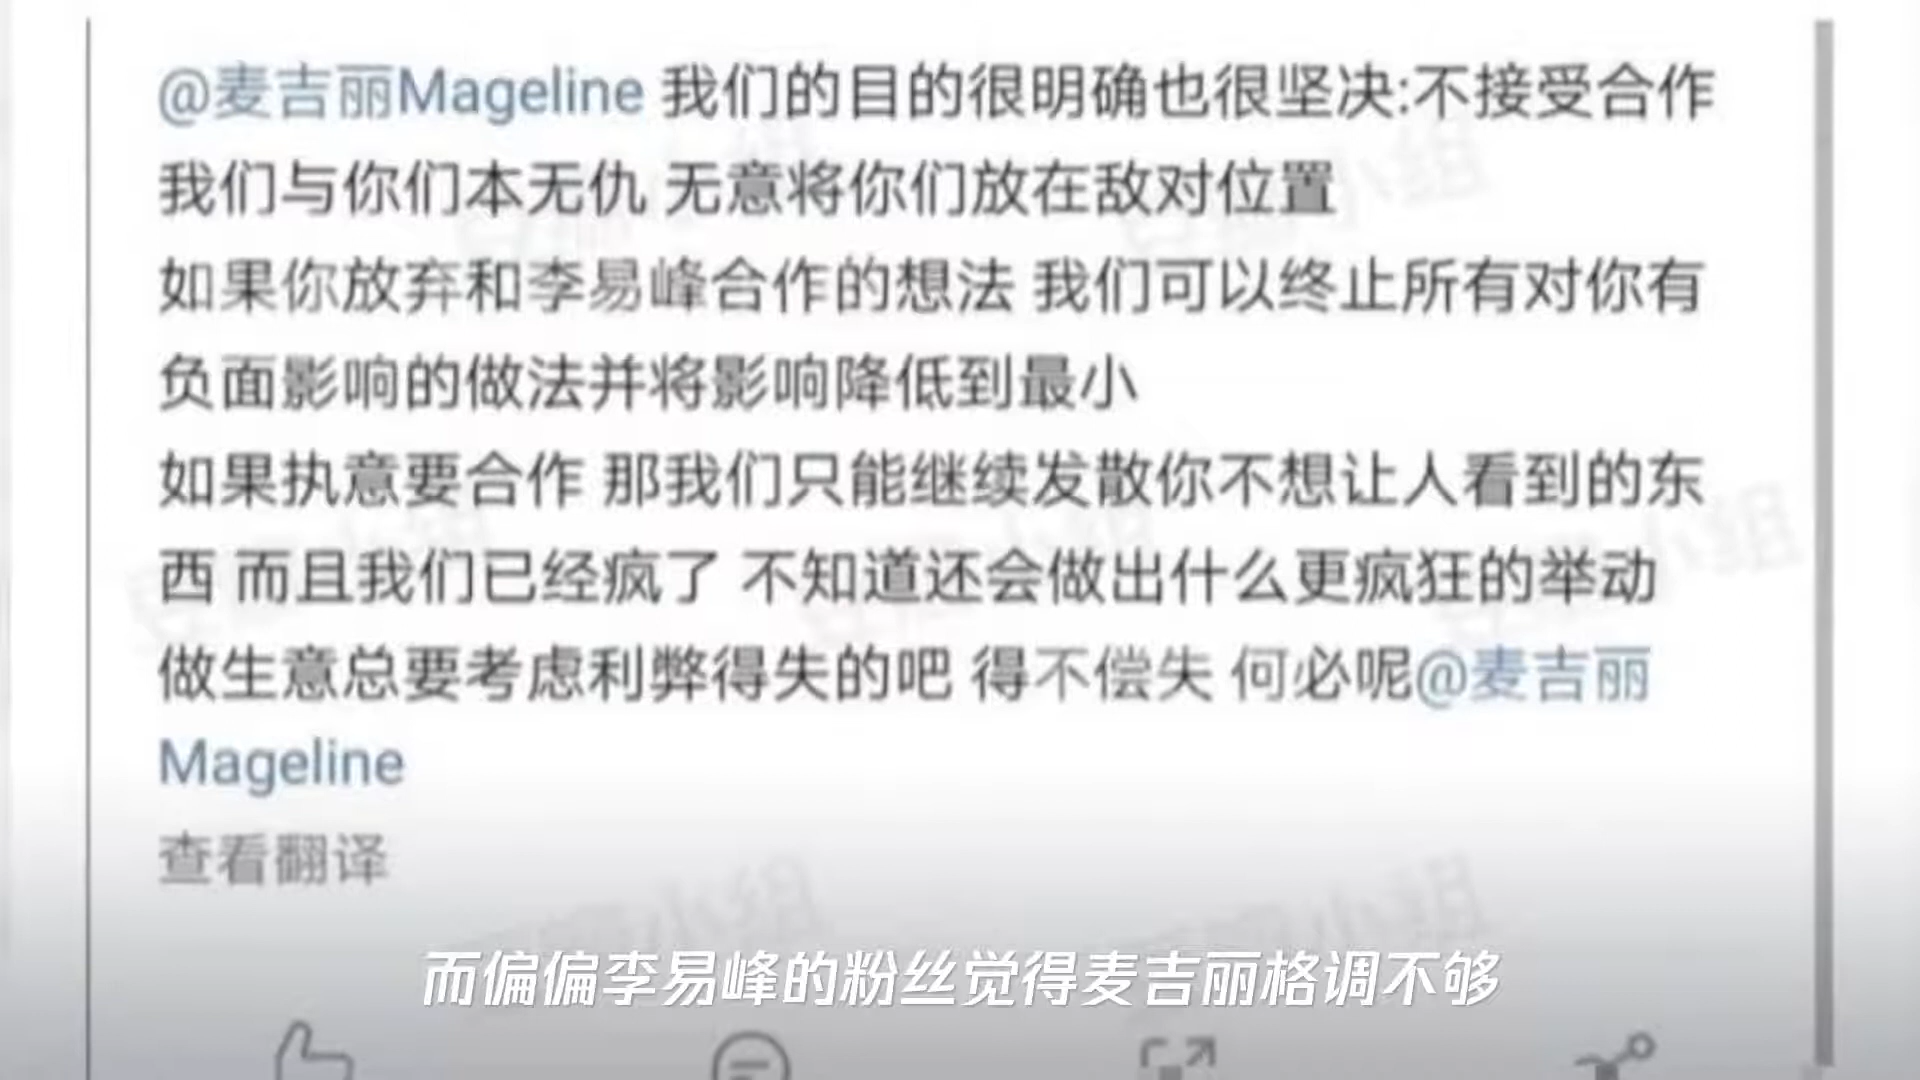 @麦吉丽Mageline 我们的目的很明确也很坚决:不接受合作
我们与你们本无仇 无意将你们放在敌对位置
如果你放弃和李易峰合作的想法 我们可以终止所有对你有
负面影响的做法并将影响降低到最小
如果执意要合作 那我们只能继续发散你不想让人看到的东
西 而且我们已经疯了 不知道还会做出什么更疯狂的举动
做生意总要考虑利弊得失的吧 得不偿失 何必呢@麦吉丽
Mageline
查看翻译
而偏偏李易峰的粉丝觉得麦吉丽格调不够